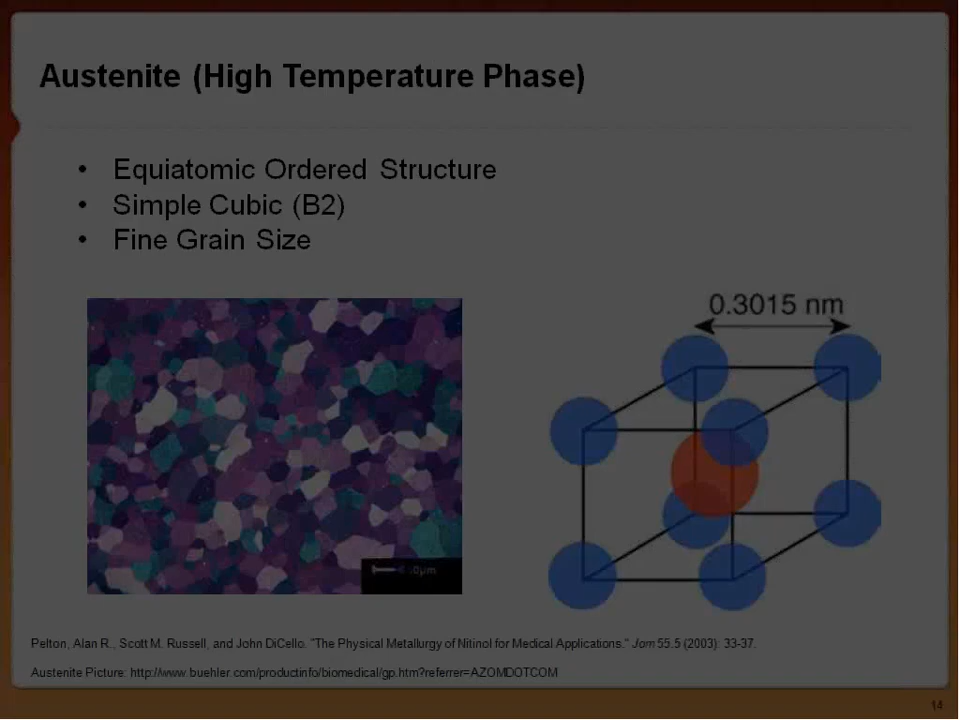 Austenite (High Temperature Phase)
• Equiatomic Ordered Structure
• Simple Cubic (B2)
• Fine Grain Size
0.3015 nm
Pelton, Alan R., Scott M. Russell, and John DiCello. "The Physical Metallurgy of Nitinol for Medical Applications." Jom 55.5 (2003): 33-37.
Austenite Picture: http://www.buehler.com/productinfo/biomedical/gp.htm?referrer=AZOMDOTCOM
14